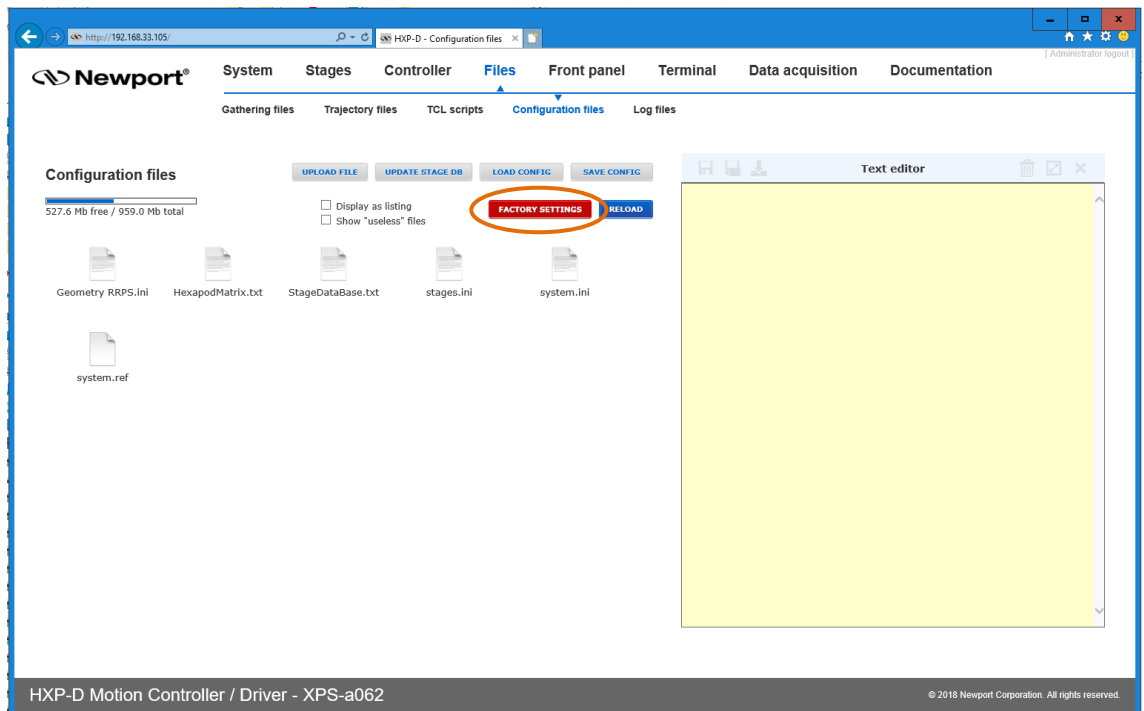 http://192.168.33.105/
HXP-D - Configuration files
[ Administrator logout ]
Newport®
System Stages Controller Files Front panel Terminal Data acquisition Documentation
Gathering files Trajectory files TCL scripts Configuration files Log files
Configuration files
UPLOAD FILE UPDATE STAGE DB LOAD CONFIG SAVE CONFIG
Text editor
527.6 Mb free / 959.0 Mb total
Display as listing
Show "useless" files
FACTORY SETTINGS RELOAD
Geometry RRPS.ini HexapodMatrix.txt StageDataBase.txt stages.ini system.ini
system.ref
HXP-D Motion Controller / Driver - XPS-a062
© 2018 Newport Corporation. All rights reserved.